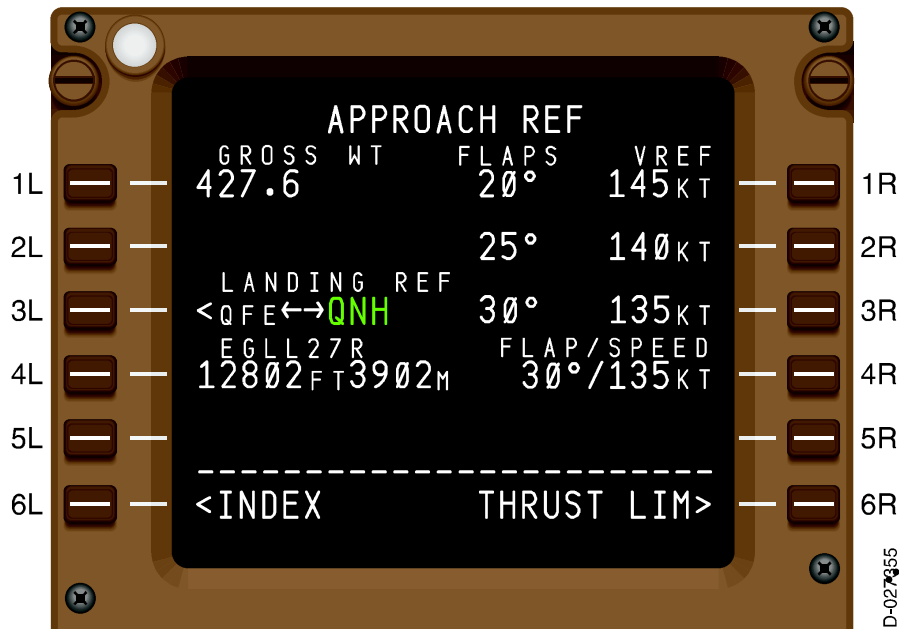 APPROACH REF
GROSS WT FLAPS VREF
1L 427.6 20° 145KT 1R
2L 25° 140KT 2R
LANDING REF
3L <QFE←→QNH 30° 135KT 3R
EGLL27R FLAP/SPEED
4L 12802FT3902M 30°/135KT 4R
5L 5R
--------------------------
6L <INDEX THRUST LIM> 6R